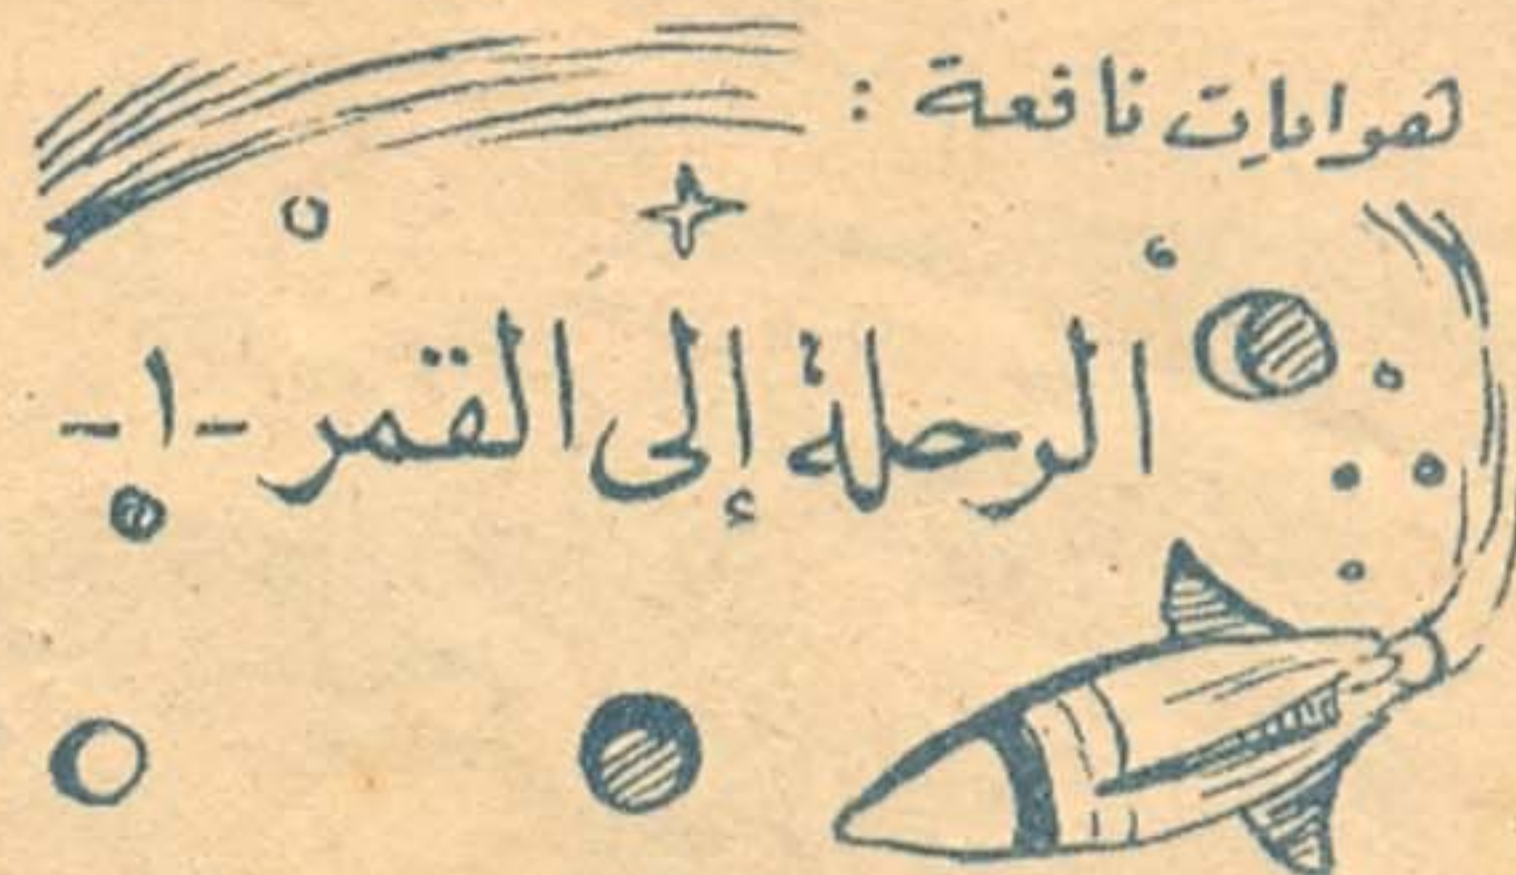 هوايات نافعة :
الرحلة إلى القمر -١-